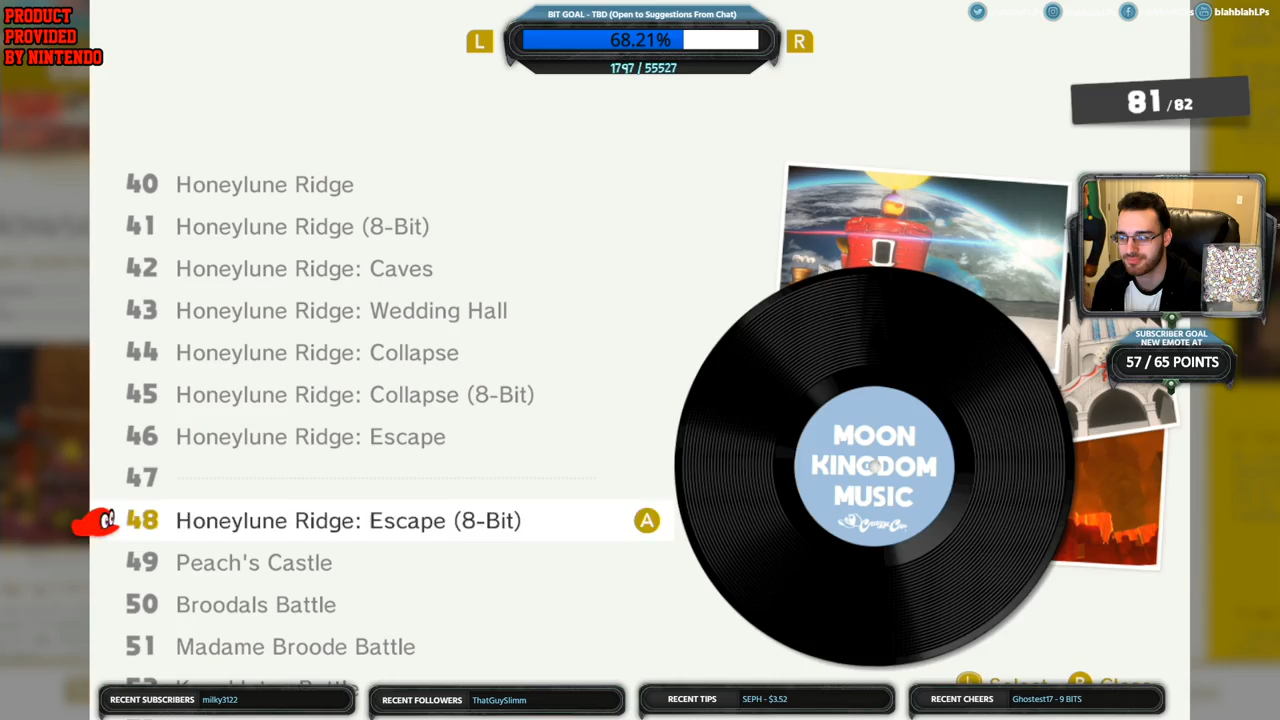 PRODUCT
PROVIDED
BY NINTENDO
BIT GOAL - TBD (Open to Suggestions From Chat)
L
68.21%
R
1797 / 55527
blahblahLPs
81 / 82
40 Honeylune Ridge
41 Honeylune Ridge (8-Bit)
42 Honeylune Ridge: Caves
43 Honeylune Ridge: Wedding Hall
44 Honeylune Ridge: Collapse
45 Honeylune Ridge: Collapse (8-Bit)
46 Honeylune Ridge: Escape
47
48 Honeylune Ridge: Escape (8-Bit) A
49 Peach's Castle
50 Broodals Battle
51 Madame Broode Battle
MOON
KINGDOM
MUSIC
SUBSCRIBER GOAL
NEW EMOTE AT
57 / 65 POINTS
RECENT SUBSCRIBERS milky3122
RECENT FOLLOWERS ThatGuySlimm
RECENT TIPS SEPH - $3.52
RECENT CHEERS Ghostest17 - 9 BITS